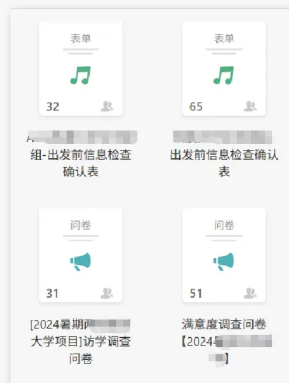 表单
表单
32
65
组-出发前信息检查
确认表
出发前信息检查确认
表
问卷
问卷
31
51
[2024暑期
大学项目]访学调查
问卷
满意度调查问卷
【2024
】